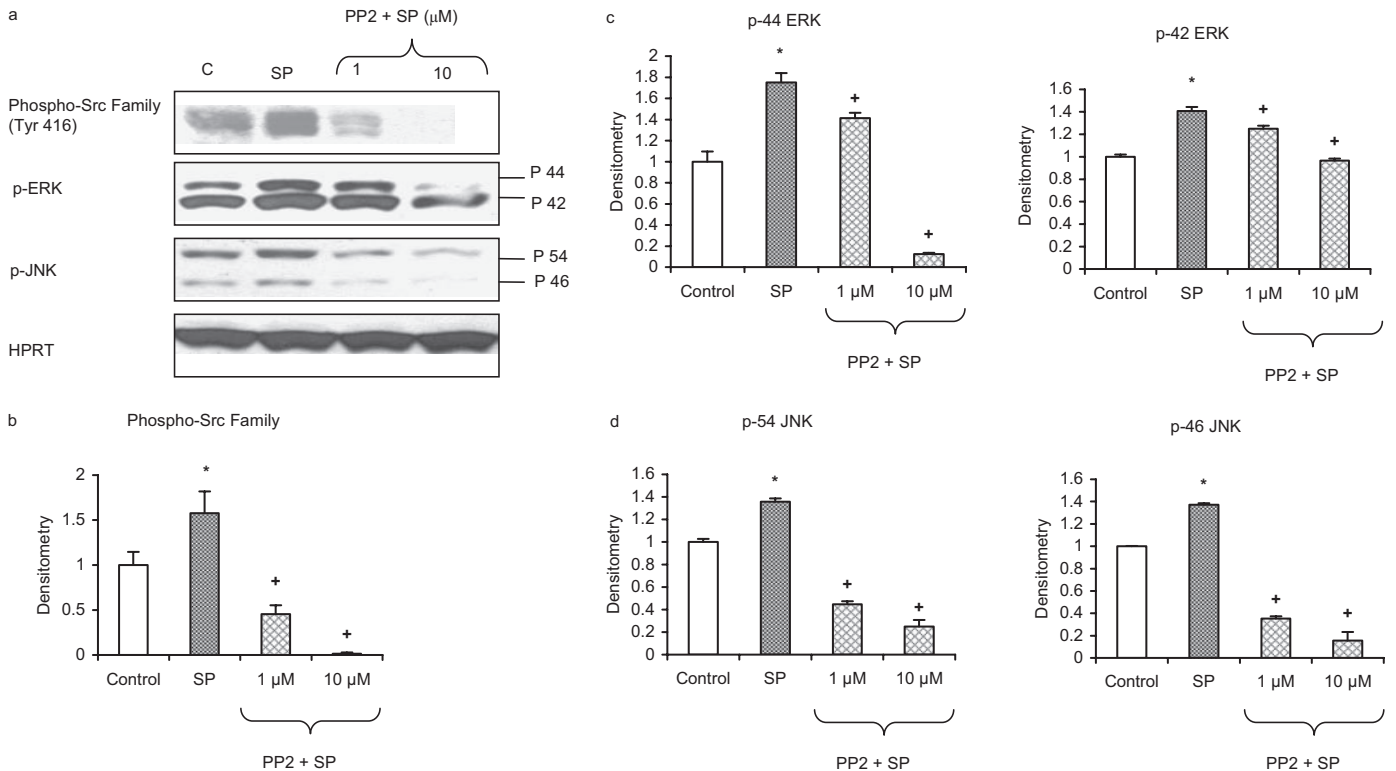 a
PP2 + SP (μM)
C SP 1 10
Phospho-Src Family
(Tyr 416)
p-ERK
P 44
P 42
p-JNK
P 54
P 46
HPRT
b
Phospho-Src Family
Densitometry
2
1.5
1
0.5
0
* + +
Control SP 1 µM 10 µM
PP2 + SP
c
p-44 ERK
Densitometry
2
1.8
1.6
1.4
1.2
1
0.8
0.6
0.4
0.2
0
* + +
Control SP 1 µM 10 µM
PP2 + SP
p-42 ERK
Densitometry
1.6
1.4
1.2
1
0.8
0.6
0.4
0.2
0
* + +
Control SP 1 µM 10 µM
PP2 + SP
d
p-54 JNK
Densitometry
1.6
1.4
1.2
1
0.8
0.6
0.4
0.2
0
* + +
Control SP 1 µM 10 µM
PP2 + SP
p-46 JNK
Densitometry
1.6
1.4
1.2
1
0.8
0.6
0.4
0.2
0
* + +
Control SP 1 µM 10 µM
PP2 + SP